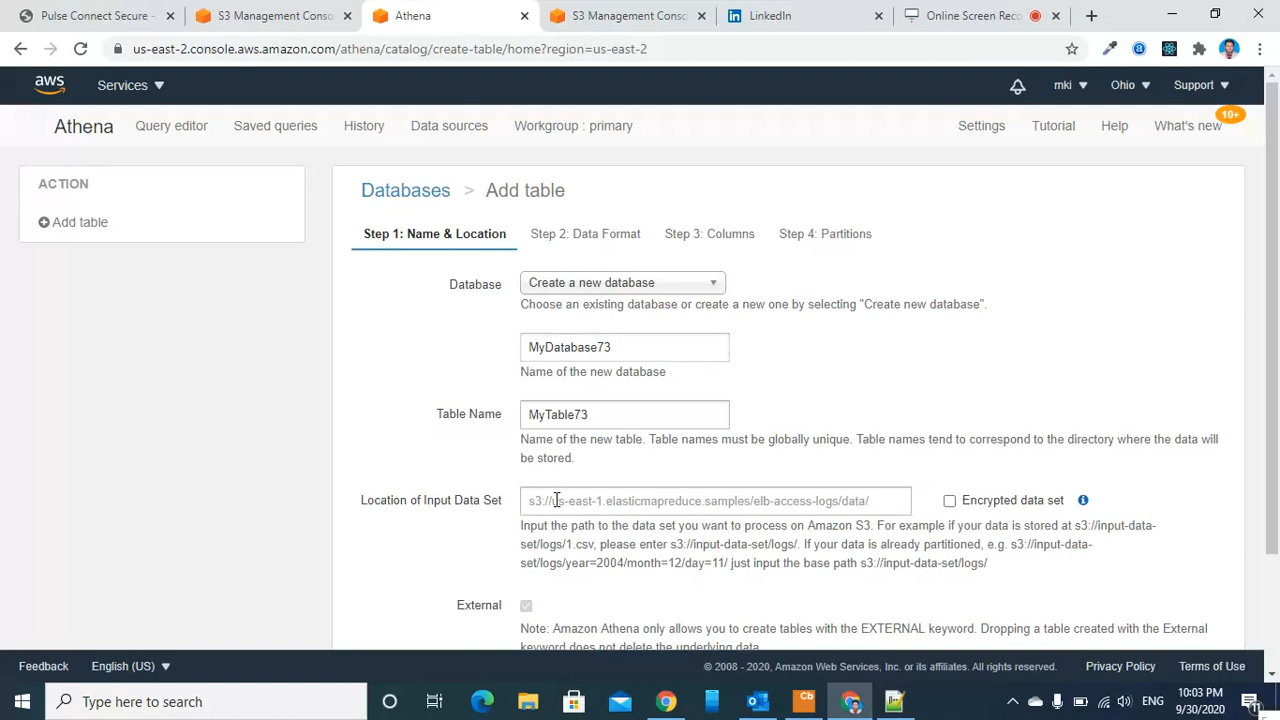 Pulse Connect Secure -
S3 Management Conso
Athena
S3 Management Conso
LinkedIn
Online Screen Rec
us-east-2.console.aws.amazon.com/athena/catalog/create-table/home?region=us-east-2
aws
Services
mki
Ohio
Support
Athena
Query editor
Saved queries
History
Data sources
Workgroup : primary
Settings
Tutorial
Help
What's new
10+
ACTION
Add table
Databases > Add table
Step 1: Name & Location
Step 2: Data Format
Step 3: Columns
Step 4: Partitions
Database
Create a new database
Choose an existing database or create a new one by selecting "Create new database".
MyDatabase73
Name of the new database
Table Name
MyTable73
Name of the new table. Table names must be globally unique. Table names tend to correspond to the directory where the data will
be stored.
Location of Input Data Set
s3://us-east-1.elasticmapreduce.samples/elb-access-logs/data/
Encrypted data set
Input the path to the data set you want to process on Amazon S3. For example if your data is stored at s3://input-data-
set/logs/1.csv, please enter s3://input-data-set/logs/. If your data is already partitioned, e.g. s3://input-data-
set/logs/year=2004/month=12/day=11/ just input the base path s3://input-data-set/logs/
External
Note: Amazon Athena only allows you to create tables with the EXTERNAL keyword. Dropping a table created with the External
keyword does not delete the underlying data.
Feedback
English (US)
© 2008 - 2020, Amazon Web Services, Inc. or its affiliates. All rights reserved.
Privacy Policy
Terms of Use
Type here to search
Cb
ENG
10:03 PM
9/30/2020